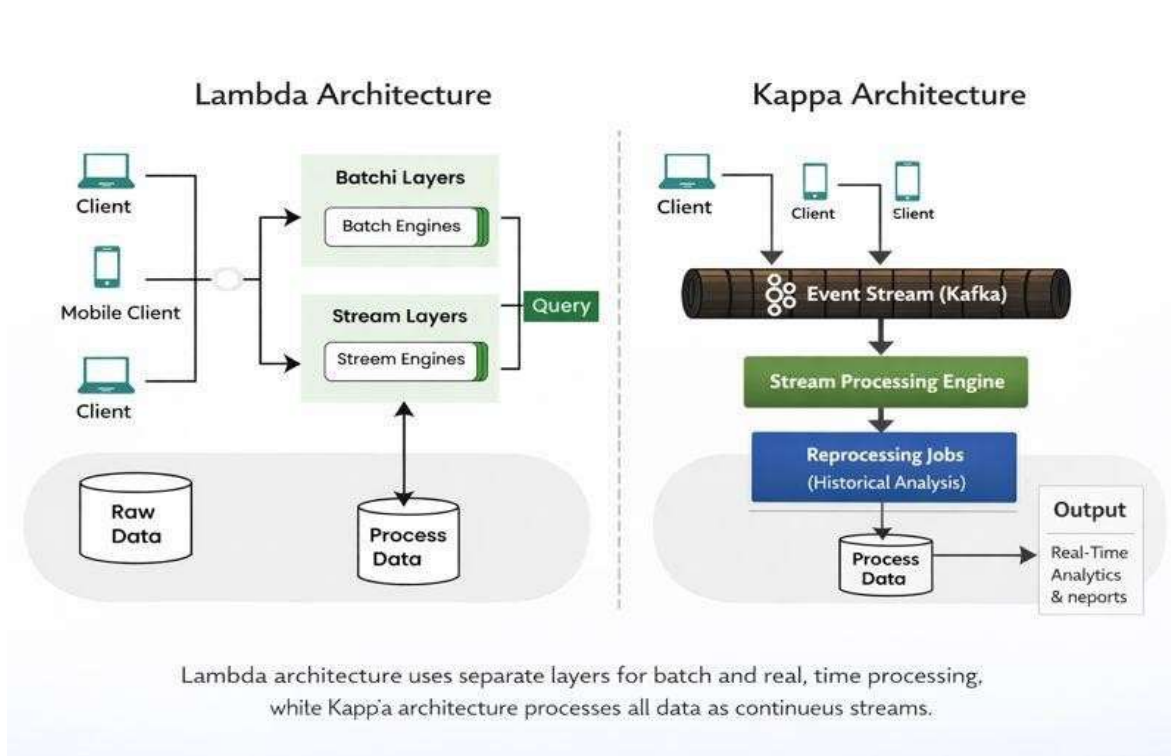 Lambda Architecture
Client
Mobile Client
Client
Batchi Layers
Batch Engines
Stream Layers
Streem Engines
Query
Raw
Data
Process
Data
Kappa Architecture
Client
Client
Client
Event Stream (Kafka)
Stream Processing Engine
Reprocessing Jobs
(Historical Analysis)
Process
Data
Output
Real-Time
Analytics
& neports
Lambda architecture uses separate layers for batch and real, time processing,
while Kapp'a architecture processes all data as continueus streams.